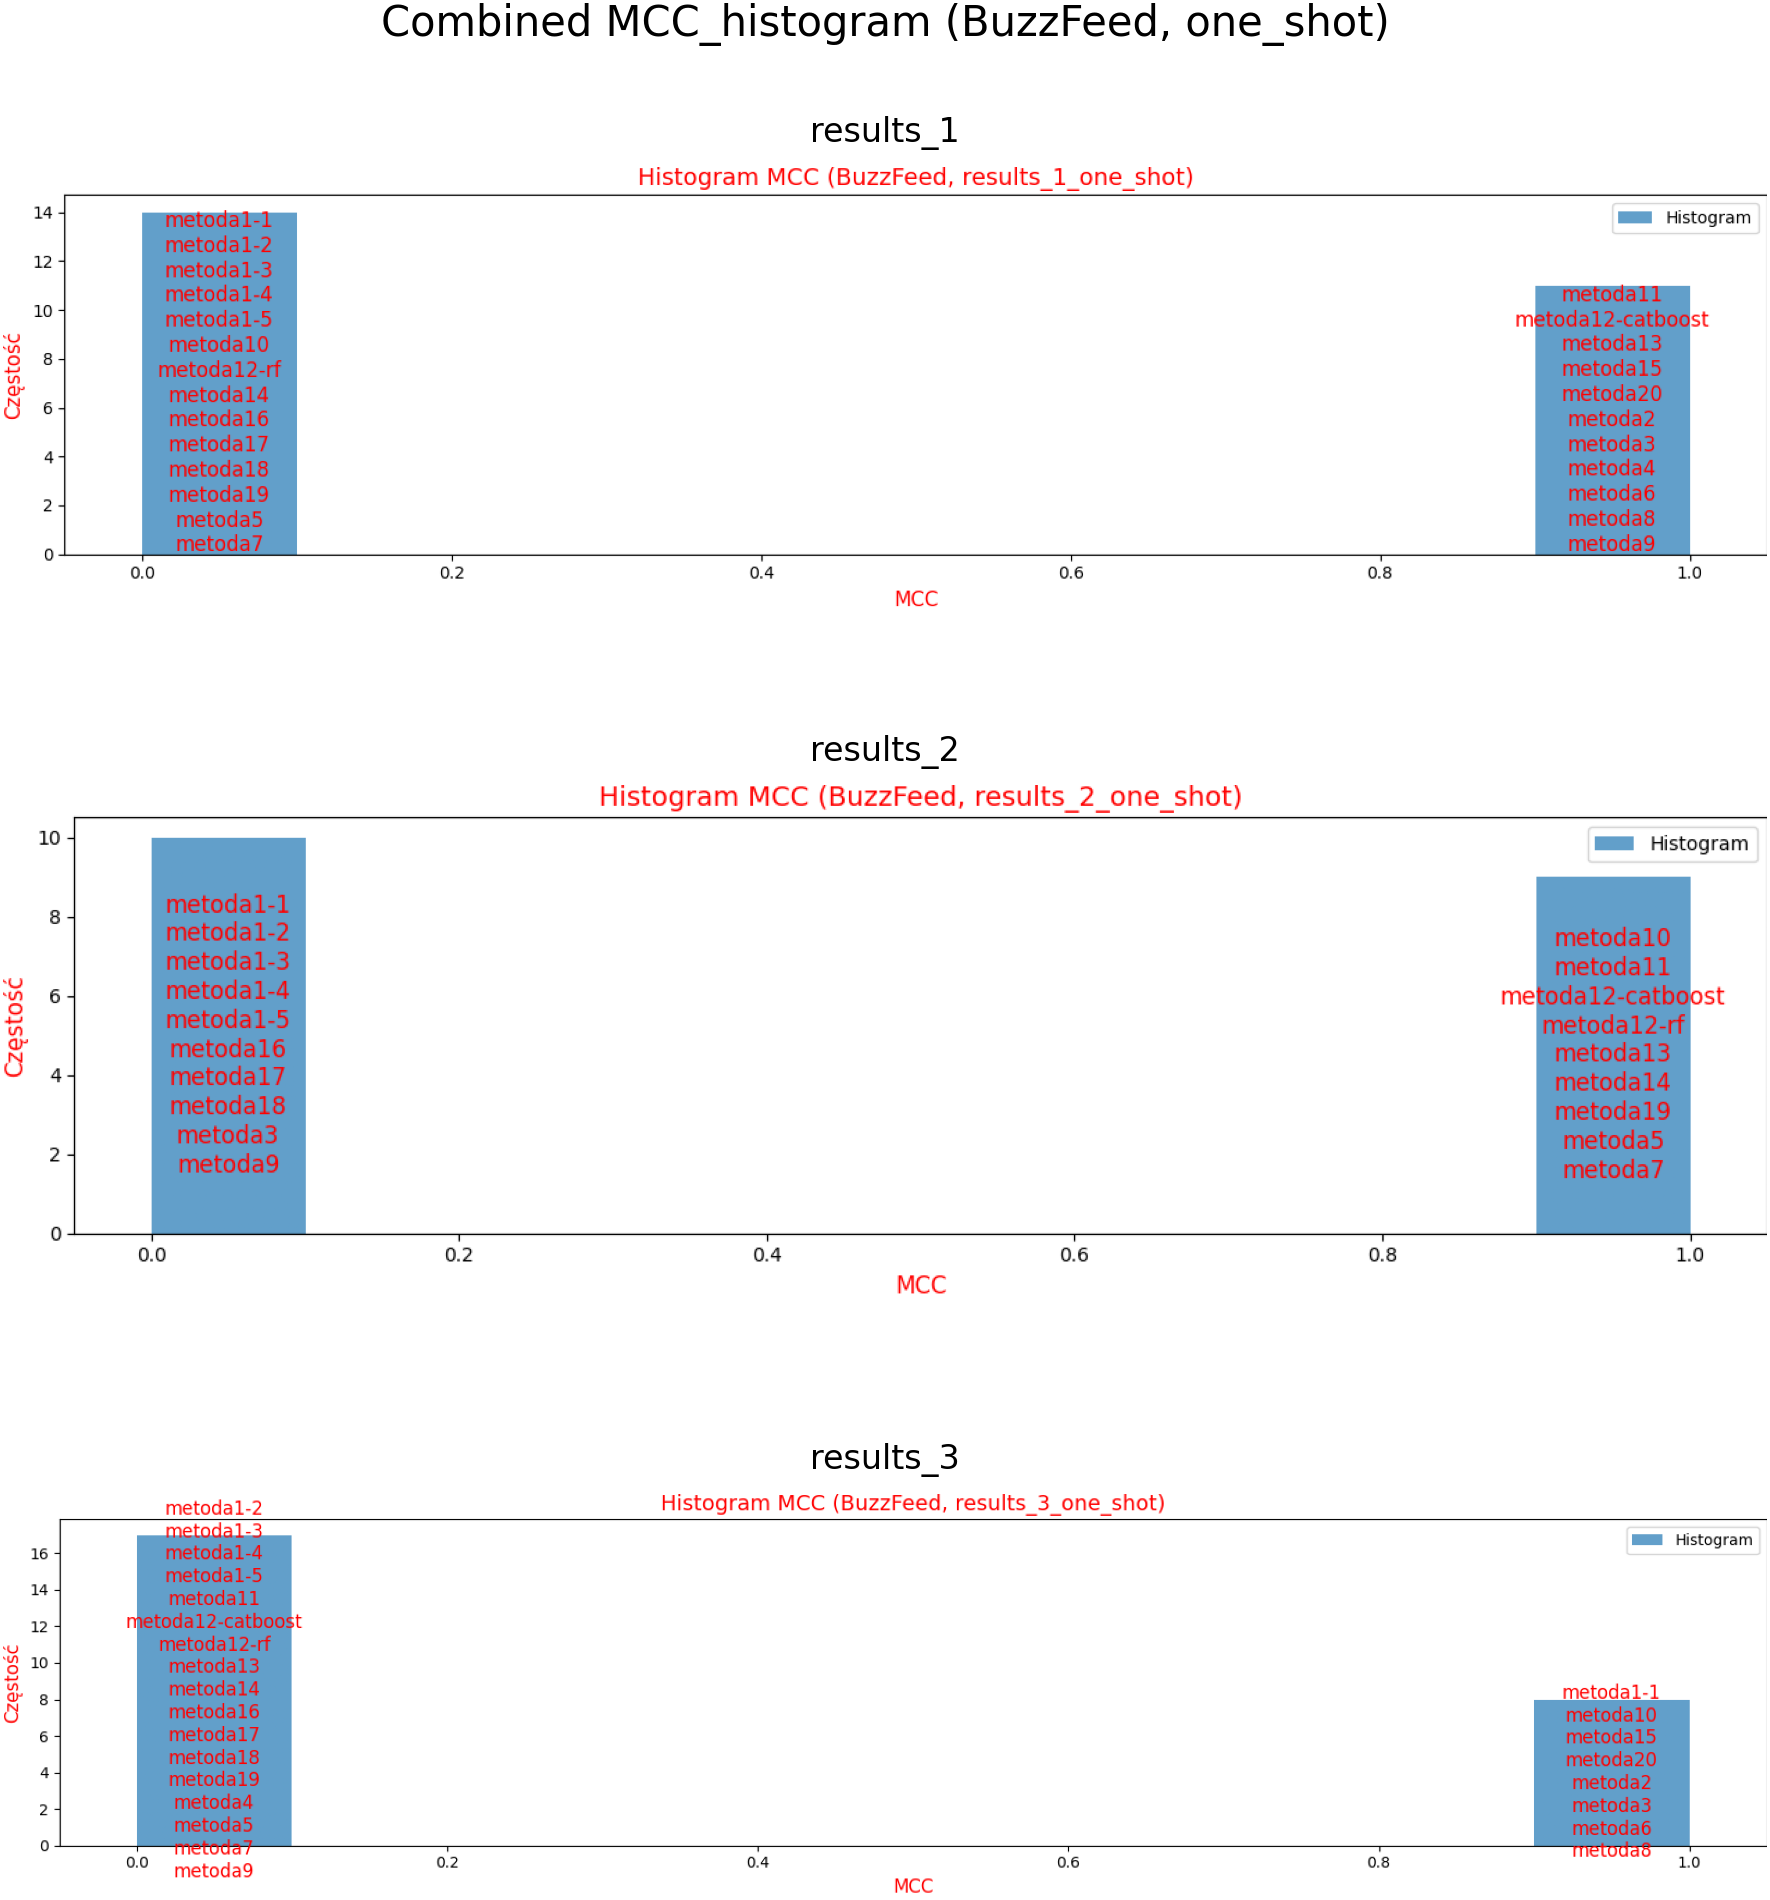 Combined MCC_histogram (BuzzFeed, one_shot)
results_1
Histogram MCC (BuzzFeed, results_1_one_shot)
Histogram
14
12
10
8
6
4
2
0
Częstość
metoda1-1
metoda1-2
metoda1-3
metoda1-4
metoda1-5
metoda10
metoda12-rf
metoda14
metoda16
metoda17
metoda18
metoda19
metoda5
metoda7
metoda11
metoda12-catboost
metoda13
metoda15
metoda20
metoda2
metoda3
metoda4
metoda6
metoda8
metoda9
0.0 0.2 0.4 0.6 0.8 1.0
MCC
results_2
Histogram MCC (BuzzFeed, results_2_one_shot)
Histogram
10
8
6
4
2
0
Częstość
metoda1-1
metoda1-2
metoda1-3
metoda1-4
metoda1-5
metoda16
metoda17
metoda18
metoda3
metoda9
metoda10
metoda11
metoda12-catboost
metoda12-rf
metoda13
metoda14
metoda19
metoda5
metoda7
0.0 0.2 0.4 0.6 0.8 1.0
MCC
results_3
Histogram MCC (BuzzFeed, results_3_one_shot)
Histogram
16
14
12
10
8
6
4
2
0
Częstość
metoda1-2
metoda1-3
metoda1-4
metoda1-5
metoda11
metoda12-catboost
metoda12-rf
metoda13
metoda14
metoda16
metoda17
metoda18
metoda19
metoda4
metoda5
metoda7
metoda9
metoda1-1
metoda10
metoda15
metoda20
metoda2
metoda3
metoda6
metoda8
0.0 0.2 0.4 0.6 0.8 1.0
MCC